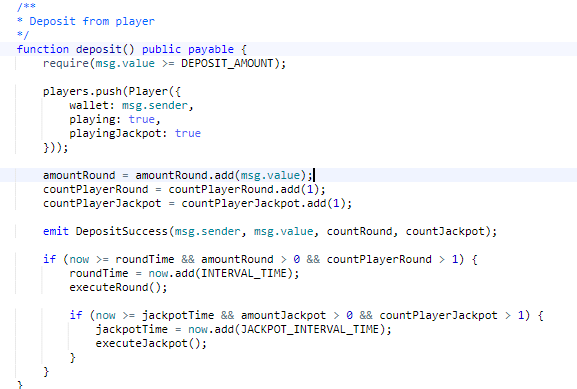 /**
* Deposit from player
*/
function deposit() public payable {
require(msg.value >= DEPOSIT_AMOUNT);
players.push(Player({
wallet: msg.sender,
playing: true,
playingJackpot: true
}));
amountRound = amountRound.add(msg.value);
countPlayerRound = countPlayerRound.add(1);
countPlayerJackpot = countPlayerJackpot.add(1);
emit DepositSuccess(msg.sender, msg.value, countRound, countJackpot);
if (now >= roundTime && amountRound > 0 && countPlayerRound > 1) {
roundTime = now.add(INTERVAL_TIME);
executeRound();
if (now >= jackpotTime && amountJackpot > 0 && countPlayerJackpot > 1) {
jackpotTime = now.add(JACKPOT_INTERVAL_TIME);
executeJackpot();
}
}
}